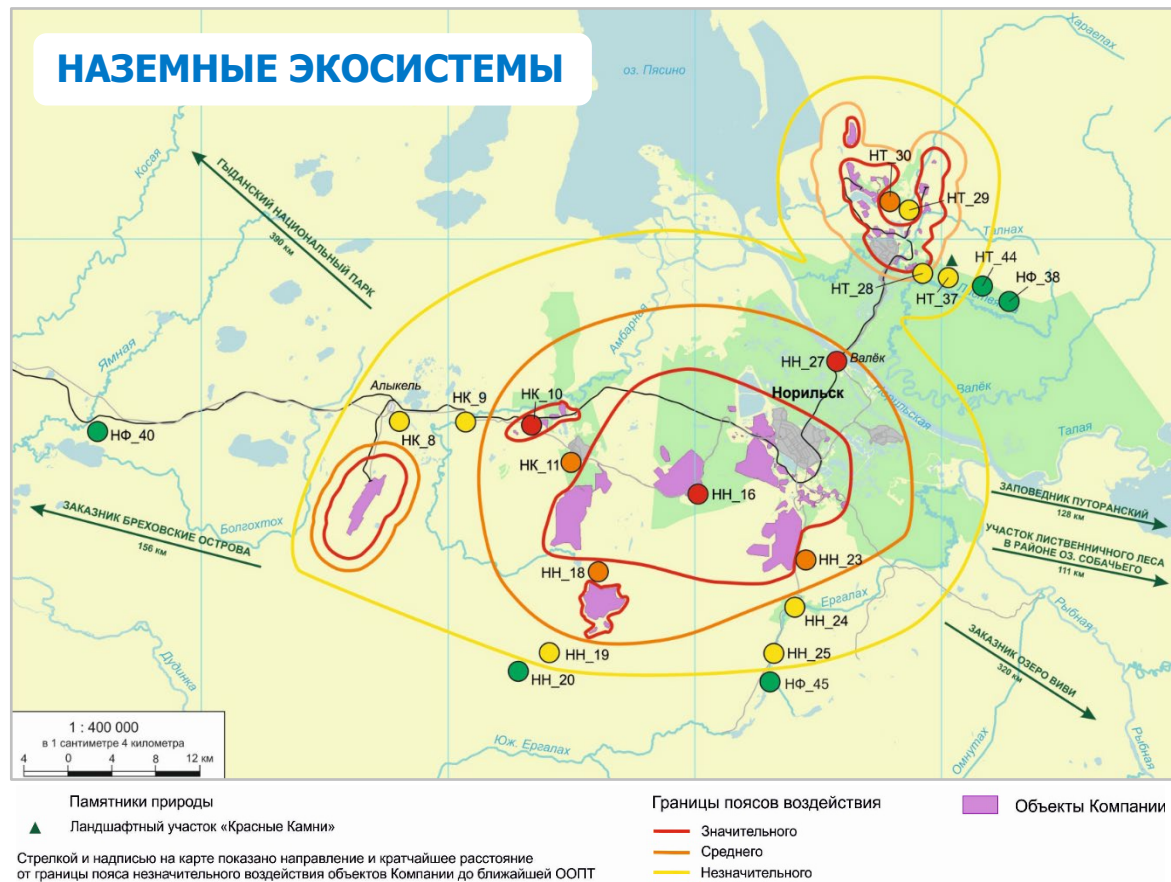 НАЗЕМНЫЕ ЭКОСИСТЕМЫ
оз. Пясино
Хараелах
Косая
ГЫДАНСКИЙ НАЦИОНАЛЬНЫЙ ПАРК
390 км
НТ_30
НТ_29
Талнах
НТ_44
НТ_28
НТ_37
НФ_38
Листвянка
Амбарная
Ямная
Алыкель
НК_9
НК_10
НН_27
Валёк
Норильск
Валёк
Норильская
НФ_40
НК_8
НК_11
НН_16
Талая
ЗАКАЗНИК БРЕХОВСКИЕ ОСТРОВА
156 км
Болгохтох
ЗАПОВЕДНИК ПУТОРАНСКИЙ
128 км
УЧАСТОК ЛИСТВЕННИЧНОГО ЛЕСА
В РАЙОНЕ ОЗ. СОБАЧЬЕГО
111 км
НН_18
НН_23
Ергалах
НН_24
Рыбная
НН_19
НН_25
НН_20
НФ_45
ЗАКАЗНИК ОЗЕРО ВИВИ
320 км
Дудинка
Юж. Ергалах
Омнутах
Рыбная
1 : 400 000
в 1 сантиметре 4 километра
4 0 4 8 12 км
Памятники природы
Ландшафтный участок «Красные Камни»
Стрелкой и надписью на карте показано направление и кратчайшее расстояние
от границы пояса незначительного воздействия объектов Компании до ближайшей ООПТ
Границы поясов воздействия
Значительного
Среднего
Незначительного
Объекты Компании